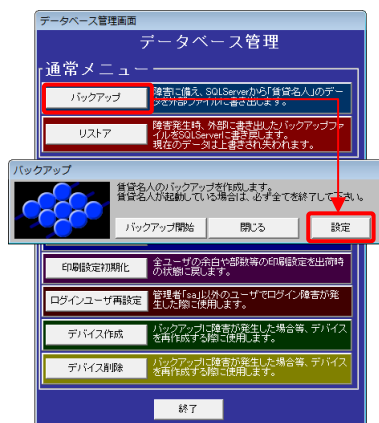 データベース管理画面
データベース管理
通常メニュー
バックアップ
障害に備え、SQLServerから「賃貸名人」のデー
タを外部ファイルに書き出します。
リストア
障害発生時、外部に書き出したバックアップファ
イルをSQLServerに書き戻します。
現在のデータは上書きされ失われます。
バックアップ
賃貸名人のバックアップを作成します。
賃貸名人が起動している場合は、必ず全てを終了して下さい。
バックアップ開始
閉じる
設定
印刷設定初期化
全ユーザの余白や部数等の印刷設定を出荷時
の状態に戻します。
ログインユーザ再設定
管理者「sa」以外のユーザでログイン障害が発
生した際に使用します。
デバイス作成
バックアップに障害が発生した場合等、デバイス
を再作成する際に使用します。
デバイス削除
バックアップに障害が発生した場合等、デバイス
を再作成する際に使用します。
終了